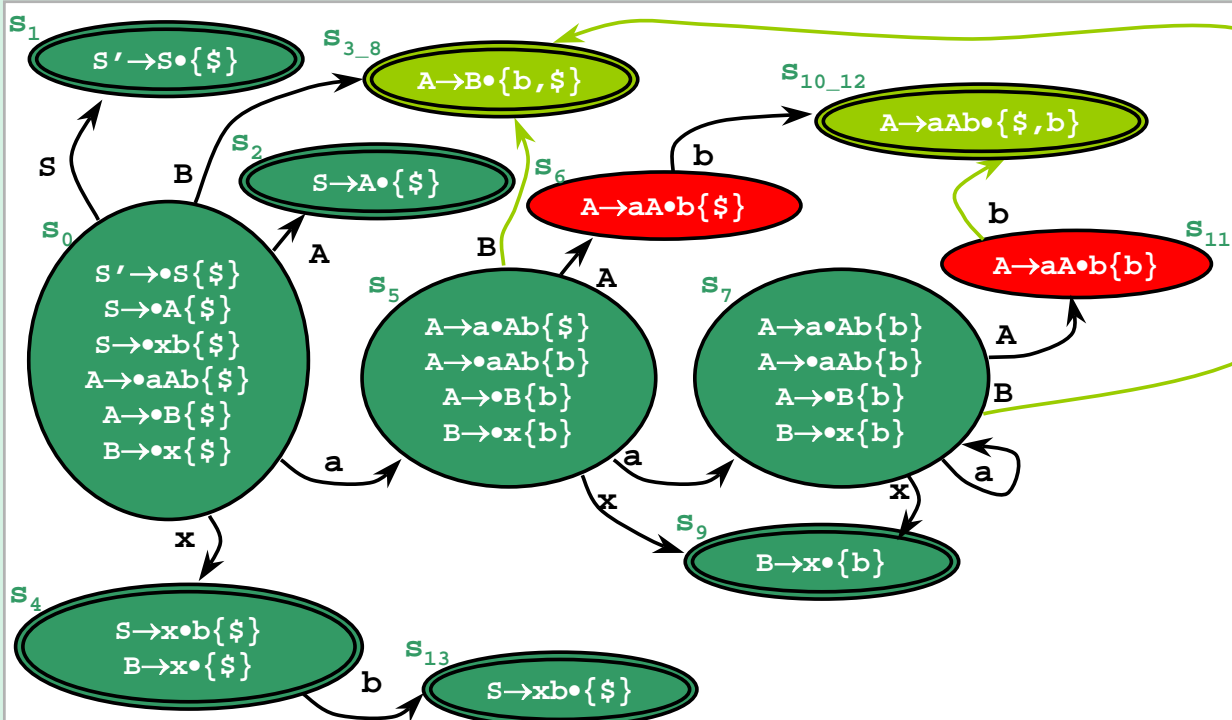 S₁
S'→S•{$}
S₃_₈
A→B•{b,$}
S₁₀_₁₂
A→aAb•{$,b}
S
B
S₂
S→A•{$}
A
b
S₆
A→aA•b{$}
b
S₁₁
A→aA•b{b}
S₀
S'→•S{$}
S→•A{$}
S→•xb{$}
A→•aAb{$}
A→•B{$}
B→•x{$}
a
x
B
A
S₅
A→a•Ab{$}
A→•aAb{b}
A→•B{b}
B→•x{b}
a
x
S₇
A→a•Ab{b}
A→•aAb{b}
A→•B{b}
B→•x{b}
A
B
a
x
S₉
B→x•{b}
S₄
S→x•b{$}
B→x•{$}
b
S₁₃
S→xb•{$}